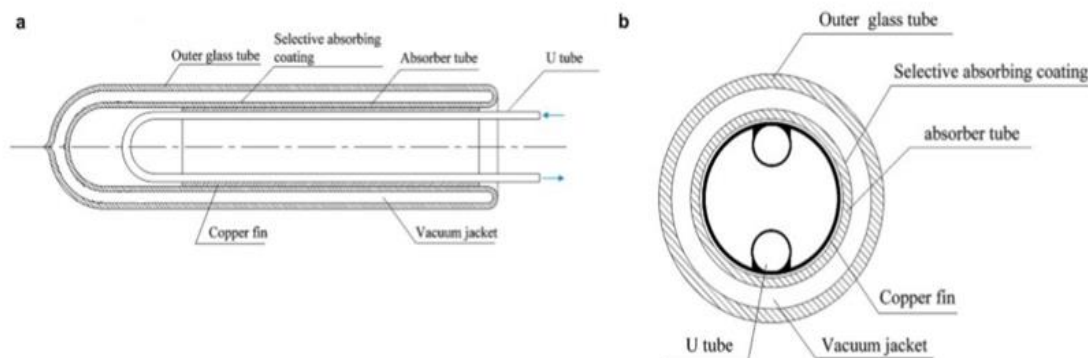 a
Outer glass tube
Selective absorbing
coating
Absorber tube
U tube
Copper fin
Vacuum jacket
b
Outer glass tube
Selective absorbing coating
absorber tube
Copper fin
Vacuum jacket
U tube